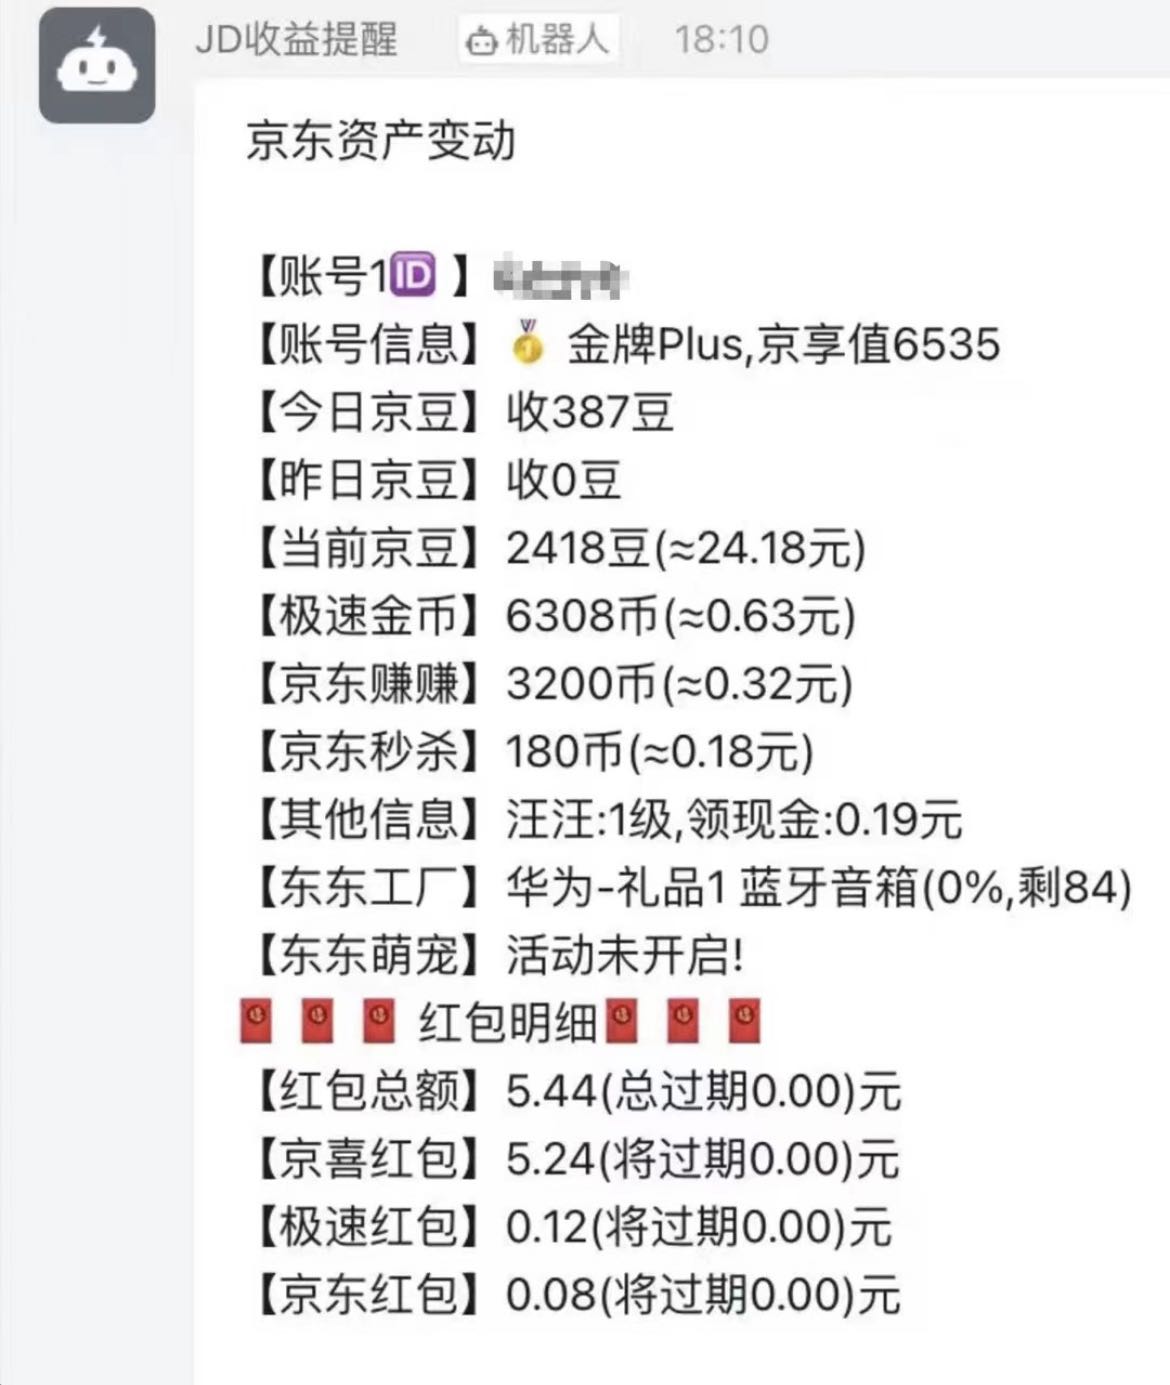 JD收益提醒 机器人 18:10
京东资产变动
【账号1🆔 】
【账号信息】🥇 金牌Plus,京享值6535
【今日京豆】收387豆
【昨日京豆】收0豆
【当前京豆】2418豆(≈24.18元)
【极速金币】6308币(≈0.63元)
【京东赚赚】3200币(≈0.32元)
【京东秒杀】180币(≈0.18元)
【其他信息】汪汪:1级,领现金:0.19元
【东东工厂】华为-礼品1 蓝牙音箱(0%,剩84)
【东东萌宠】活动未开启!
🧧 🧧 🧧 红包明细🧧 🧧 🧧
【红包总额】5.44(总过期0.00)元
【京喜红包】5.24(将过期0.00)元
【极速红包】0.12(将过期0.00)元
【京东红包】0.08(将过期0.00)元